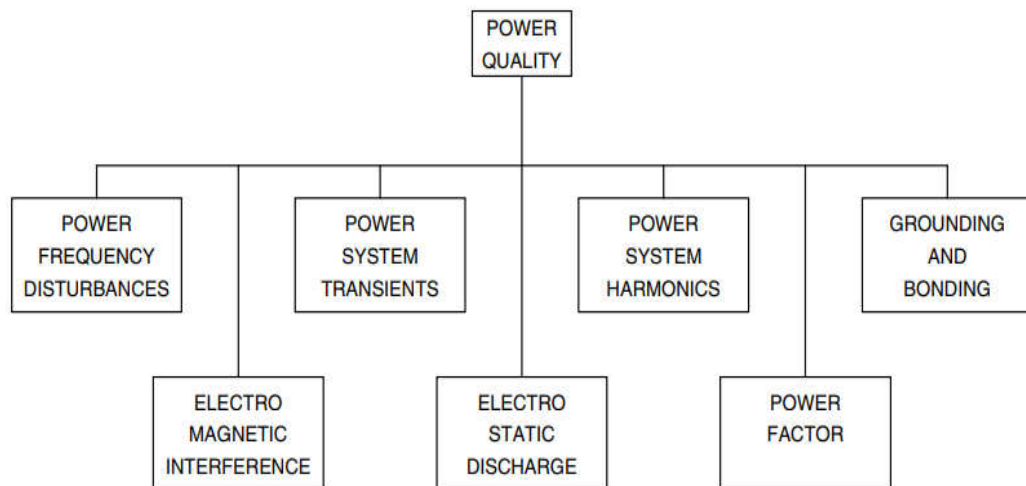 POWER
QUALITY
POWER
FREQUENCY
DISTURBANCES
POWER
SYSTEM
TRANSIENTS
POWER
SYSTEM
HARMONICS
GROUNDING
AND
BONDING
ELECTRO
MAGNETIC
INTERFERENCE
ELECTRO
STATIC
DISCHARGE
POWER
FACTOR